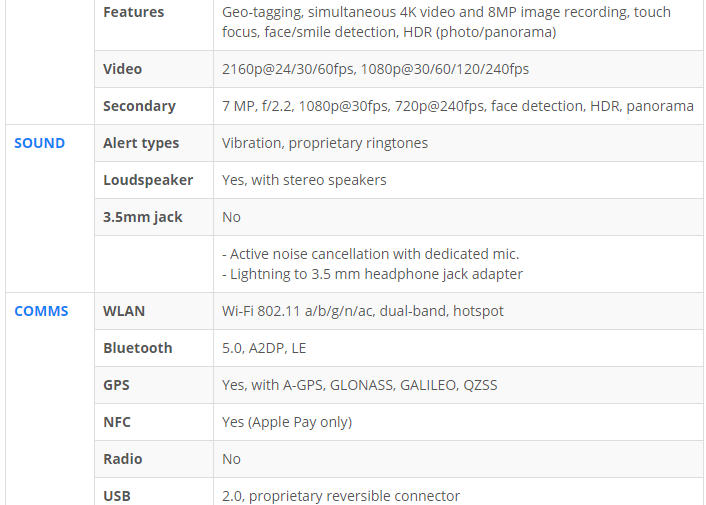 Features Geo-tagging, simultaneous 4K video and 8MP image recording, touch
focus, face/smile detection, HDR (photo/panorama)
Video 2160p@24/30/60fps, 1080p@30/60/120/240fps
Secondary 7 MP, f/2.2, 1080p@30fps, 720p@240fps, face detection, HDR, panorama
SOUND Alert types Vibration, proprietary ringtones
Loudspeaker Yes, with stereo speakers
3.5mm jack No
- Active noise cancellation with dedicated mic.
- Lightning to 3.5 mm headphone jack adapter
COMMS WLAN Wi-Fi 802.11 a/b/g/n/ac, dual-band, hotspot
Bluetooth 5.0, A2DP, LE
GPS Yes, with A-GPS, GLONASS, GALILEO, QZSS
NFC Yes (Apple Pay only)
Radio No
USB 2.0, proprietary reversible connector